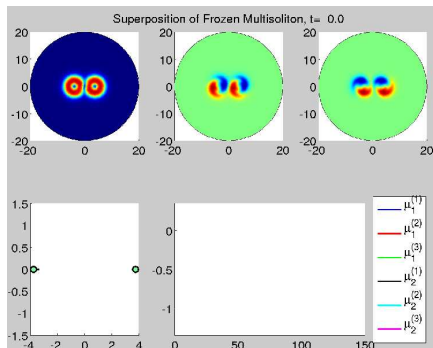 Superposition of Frozen Multisoliton, t= 0.0
20
10
0
-10
-20
-20 0 20
20
10
0
-10
-20
-20 0 20
20
10
0
-10
-20
-20 0 20
1.5
1
0.5
0
-0.5
-1
-1.5
-4 -2 0 2 4
0
-0.5
-1
0 50 100 150
μ₁⁽¹⁾
μ₁⁽²⁾
μ₁⁽³⁾
μ₂⁽¹⁾
μ₂⁽²⁾
μ₂⁽³⁾